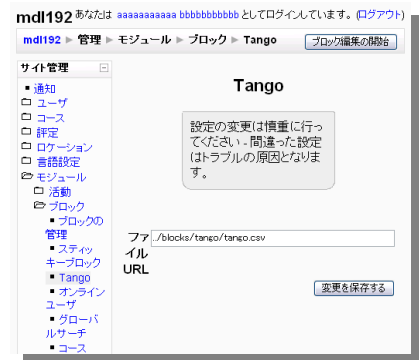 mdl192 あなたは aaaaaaaaaaa bbbbbbbbbbb としてログインしています。(ログアウト)
mdl192 ► 管理 ► モジュール ► ブロック ► Tango
ブロック編集の開始
サイト管理
通知
ユーザ
コース
評定
ロケーション
言語設定
モジュール
活動
ブロック
ブロックの
管理
スティッ
キーブロック
Tango
オンライン
ユーザ
グローバ
ルサーチ
コース
Tango
設定の変更は慎重に行っ
てください - 間違った設定
はトラブルの原因となりま
す。
ファ
イル
URL
./blocks/tango/tango.csv
変更を保存する